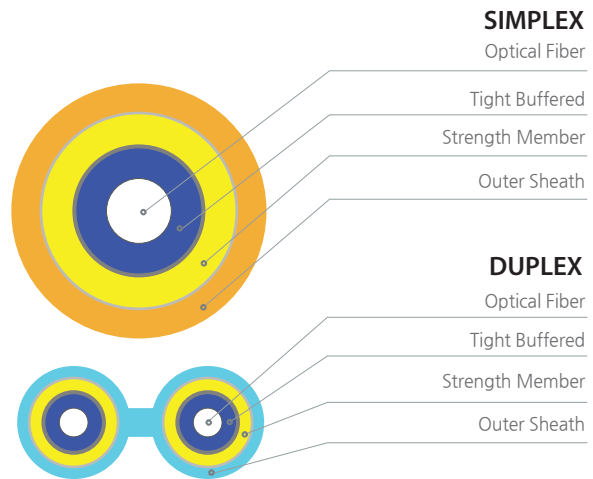 SIMPLEX
Optical Fiber
Tight Buffered
Strength Member
Outer Sheath
DUPLEX
Optical Fiber
Tight Buffered
Strength Member
Outer Sheath